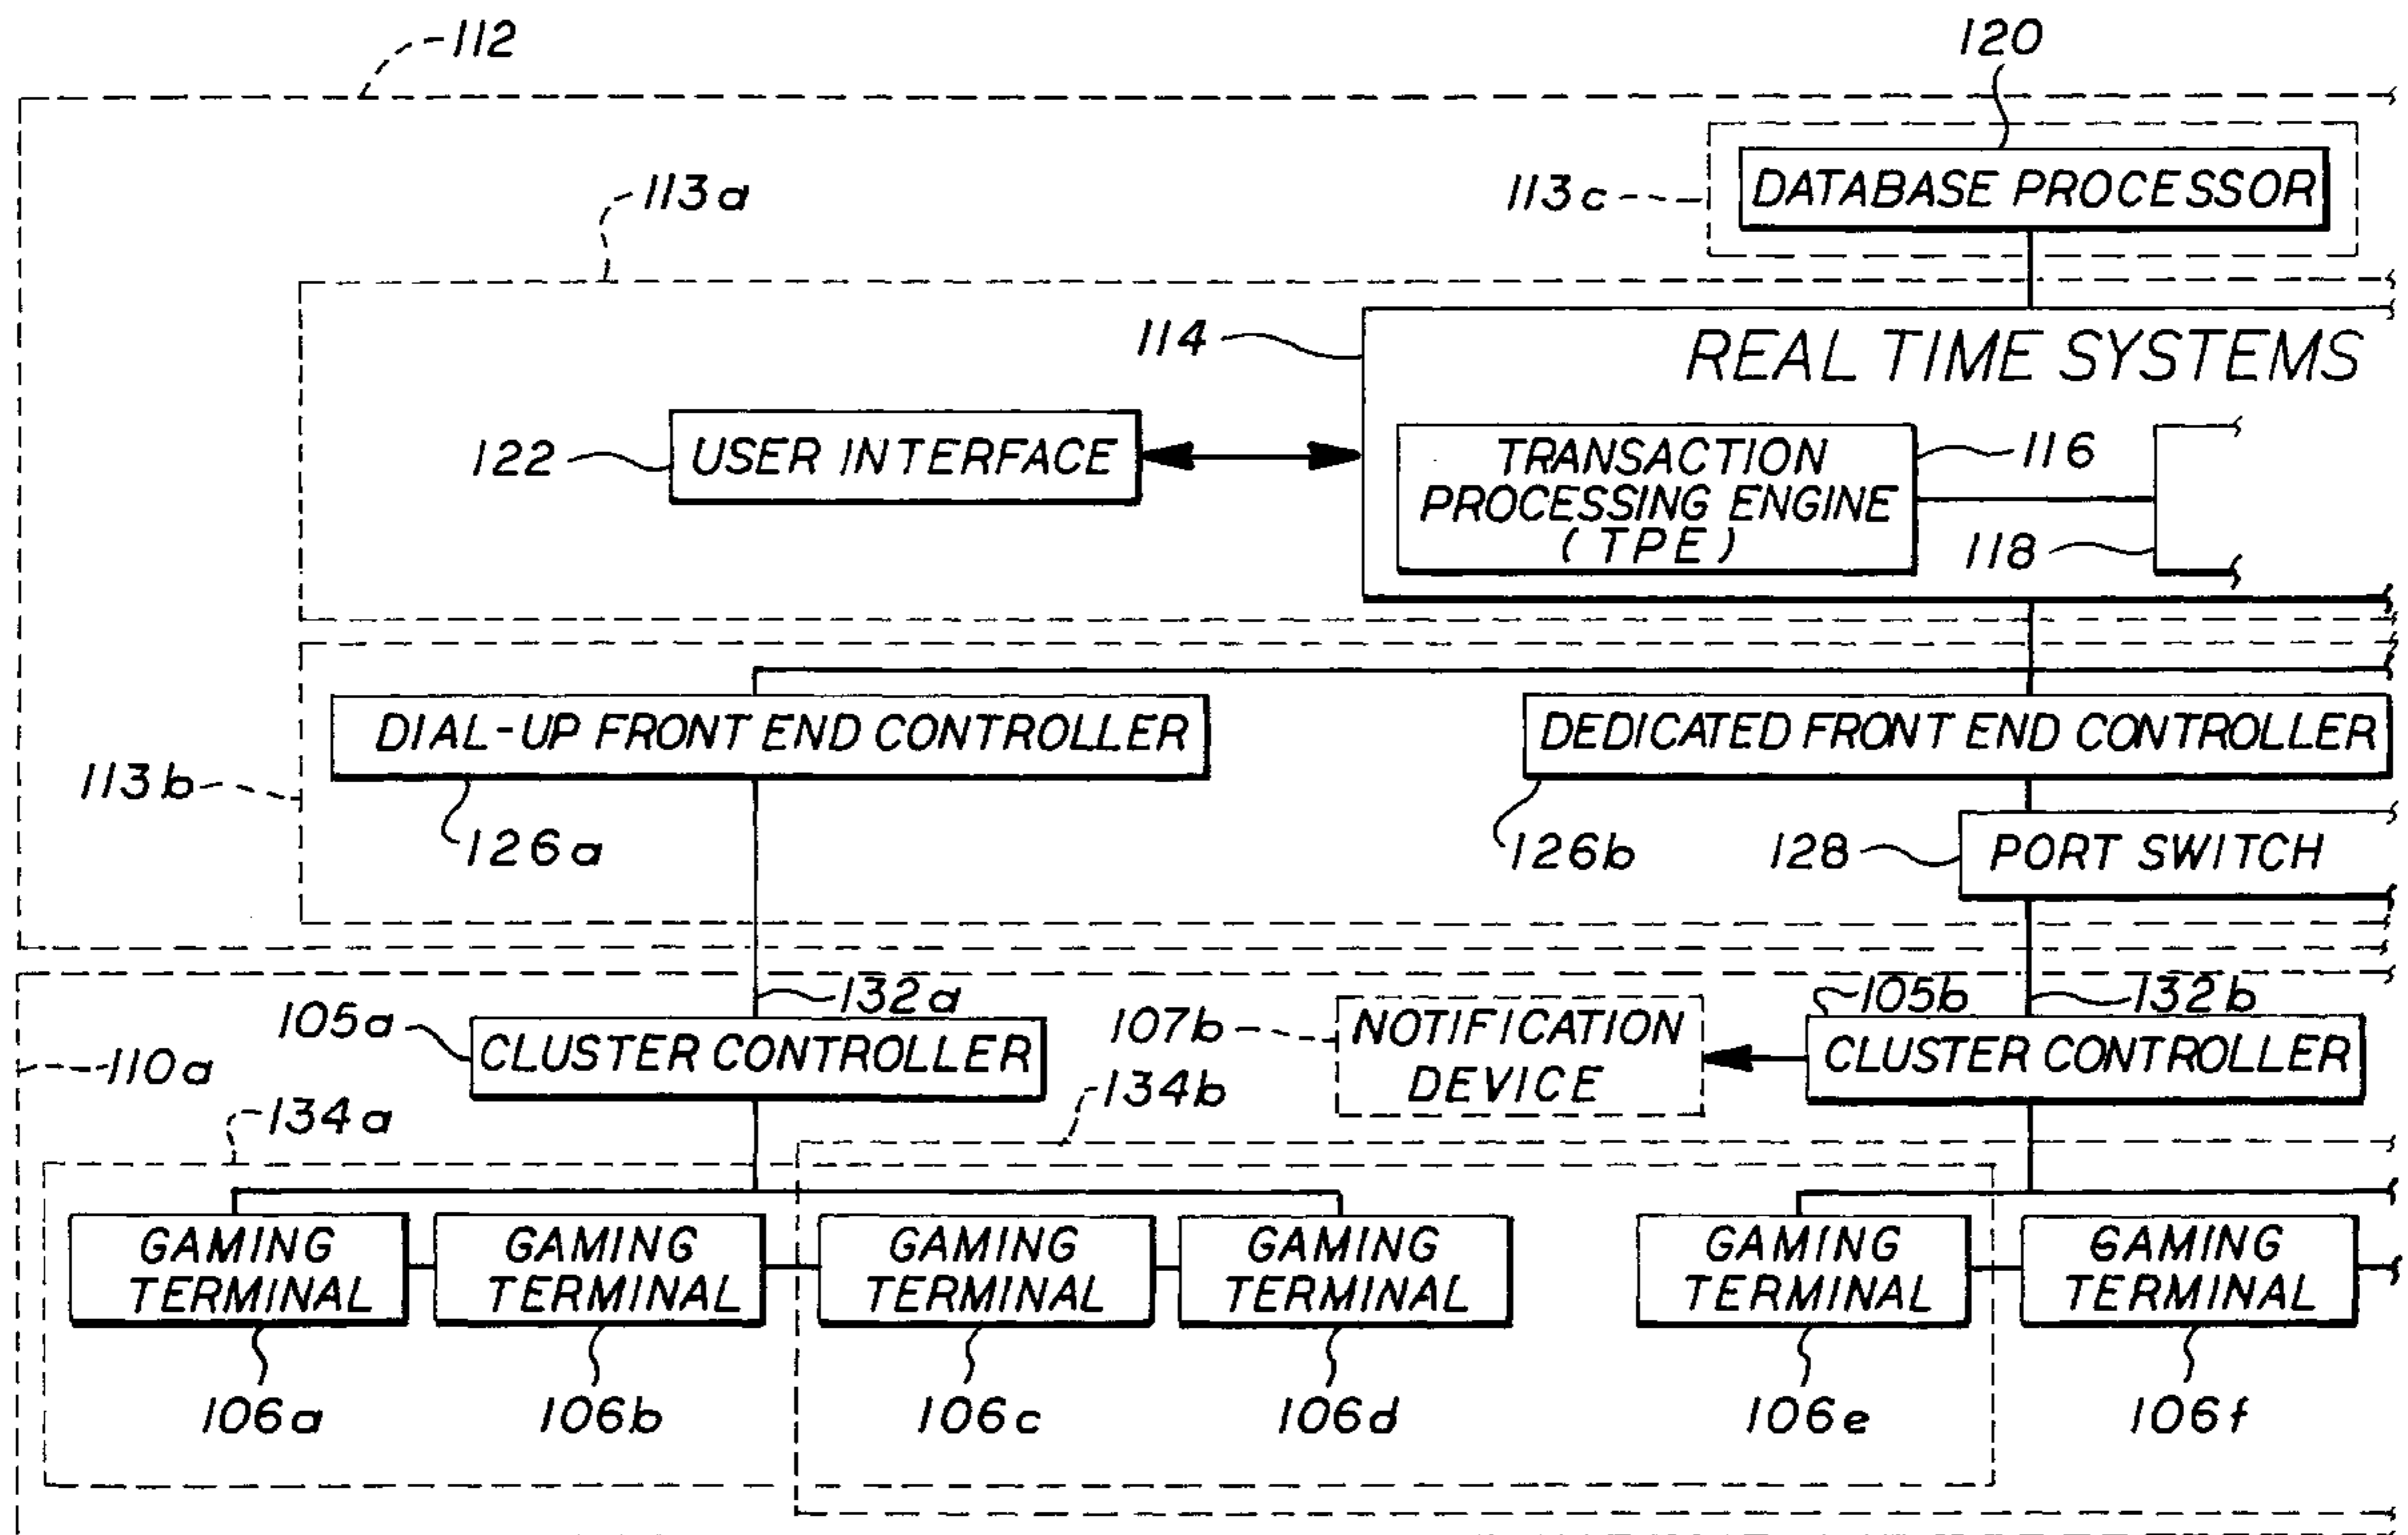 112
120
113a
113c
DATABASE PROCESSOR
114
REAL TIME SYSTEMS
122
USER INTERFACE
TRANSACTION
PROCESSING ENGINE
(TPE)
116
118
DIAL-UP FRONT END CONTROLLER
DEDICATED FRONT END CONTROLLER
113b
126a
126b
128
PORT SWITCH
132a
105b
132b
105a
CLUSTER CONTROLLER
107b
NOTIFICATION
DEVICE
CLUSTER CONTROLLER
110a
134a
134b
GAMING
TERMINAL
GAMING
TERMINAL
GAMING
TERMINAL
GAMING
TERMINAL
GAMING
TERMINAL
GAMING
TERMINAL
106a
106b
106c
106d
106e
106f